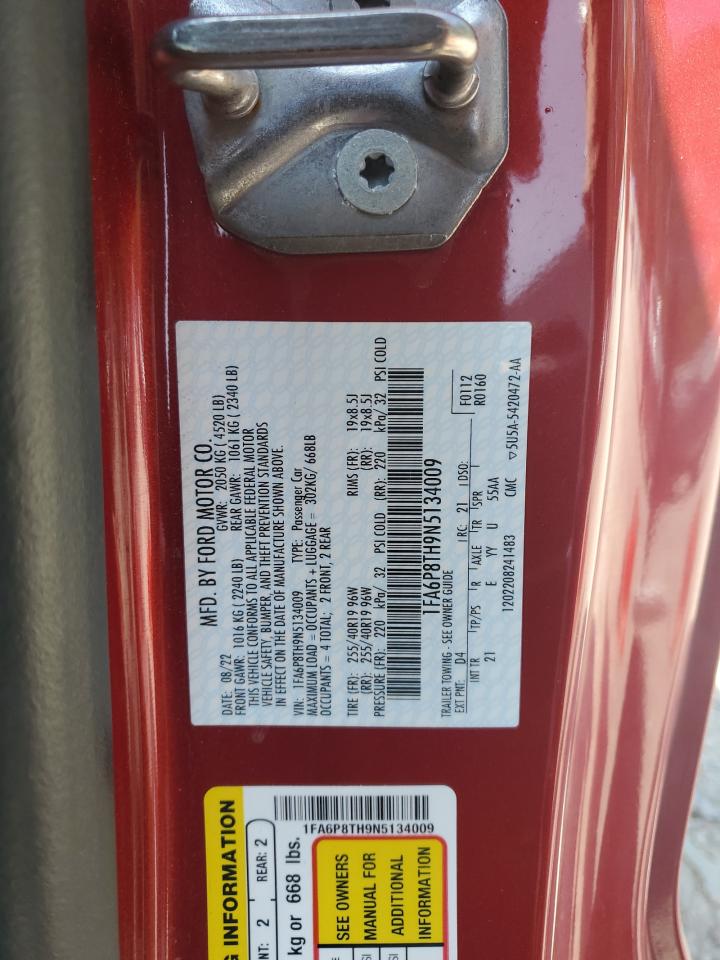 MFD. BY FORD MOTOR CO.
DATE: 08/22 GVWR: 2050 KG ( 4520 LB)
FRONT GAWR: 1016 KG ( 2240 LB) REAR GAWR: 1061 KG ( 2340 LB)
THIS VEHICLE CONFORMS TO ALL APPLICABLE FEDERAL MOTOR
VEHICLE SAFETY, BUMPER, AND THEFT PREVENTION STANDARDS
IN EFFECT ON THE DATE OF MANUFACTURE SHOWN ABOVE.
VIN: 1FA6P8TH9N5134009 TYPE: Passenger Car
MAXIMUM LOAD = OCCUPANTS + LUGGAGE = 302KG/ 668LB
OCCUPANTS = 4 TOTAL; 2 FRONT, 2 REAR
TIRE (FR): 255/40R19 96W RIMS (FR): 19x8.5J
(RR): 255/40R19 96W (RR): 19x8.5J
PRESSURE (FR): 220 kPa/ 32 PSI COLD (RR): 220 kPa/ 32 PSI COLD
1FA6P8TH9N5134009
TRAILER TOWING - SEE OWNER GUIDE F0112
EXT PNT: D4 RC: 21 DSO: R0160
INT TR TP/PS R AXLE TR SPR
21 E YY U 55AA
1202208241483 CMC ▽5U5A-5420472-AA
G INFORMATION
NT: 2 REAR: 2
kg or 668 lbs.
1FA6P8TH9N5134009
SEE OWNERS
MANUAL FOR
ADDITIONAL
INFORMATION
SI
SI